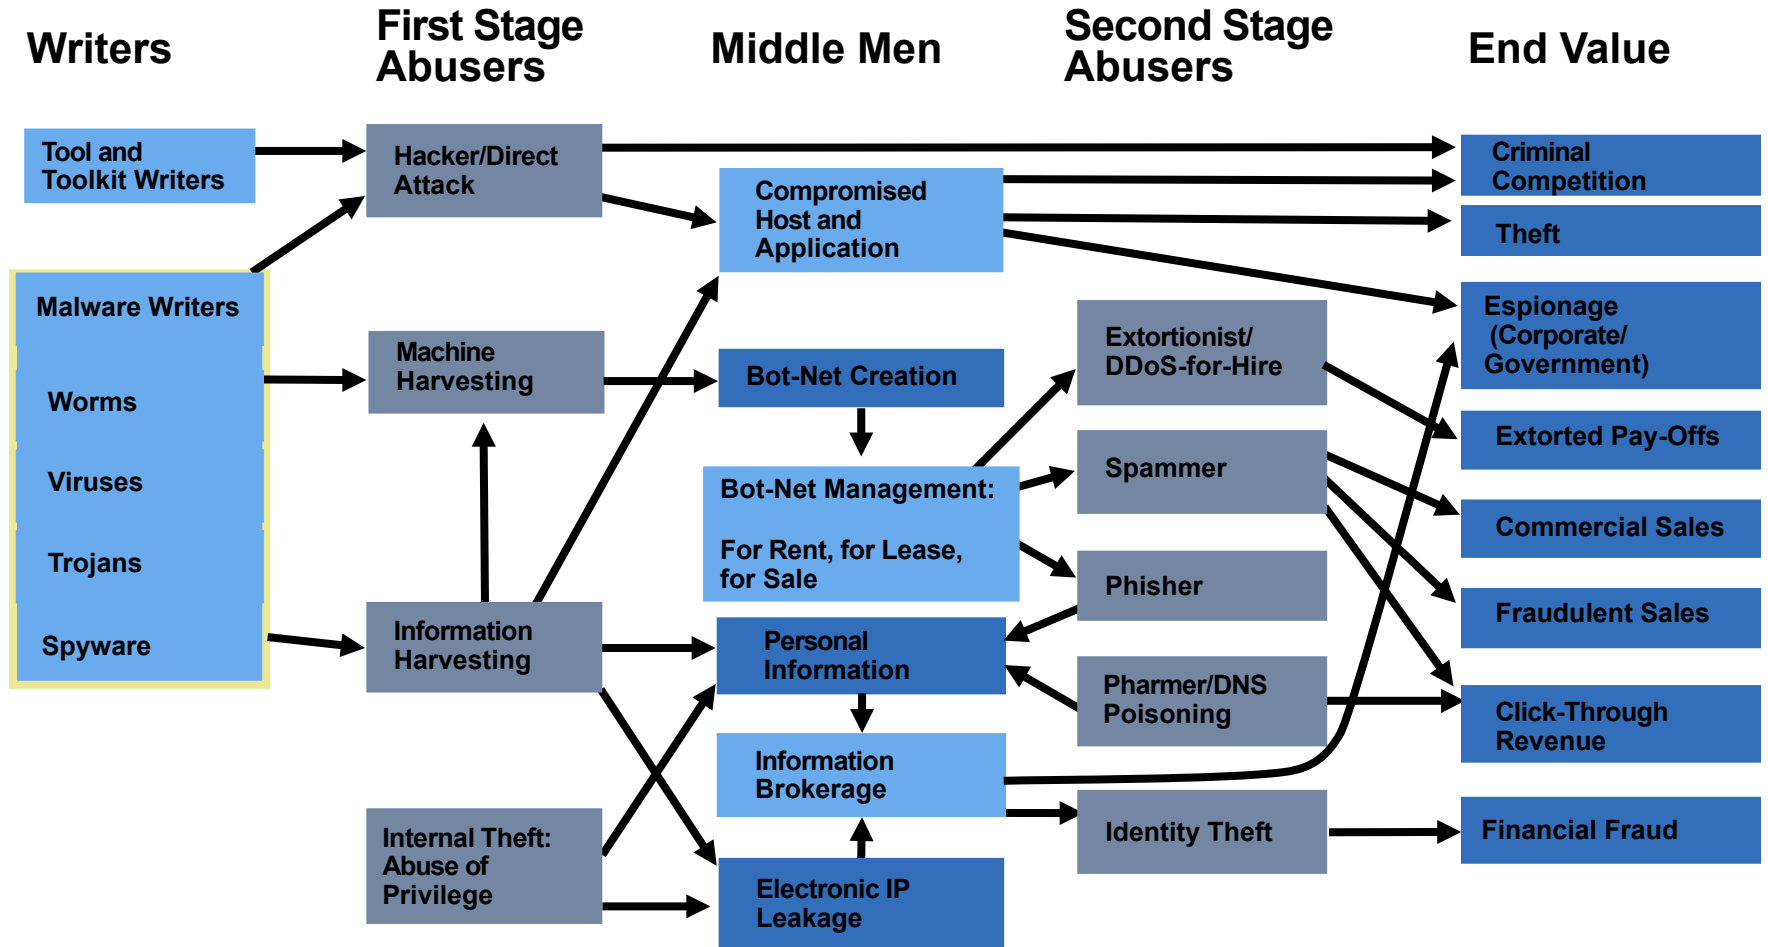 Writers
First Stage
Abusers
Middle Men
Second Stage
Abusers
End Value
Tool and
Toolkit Writers
Malware Writers
Worms
Viruses
Trojans
Spyware
Hacker/Direct
Attack
Machine
Harvesting
Information
Harvesting
Internal Theft:
Abuse of
Privilege
Compromised
Host and
Application
Bot-Net Creation
Bot-Net Management:
For Rent, for Lease,
for Sale
Personal
Information
Information
Brokerage
Electronic IP
Leakage
Extortionist/
DDoS-for-Hire
Spammer
Phisher
Pharmer/DNS
Poisoning
Identity Theft
Criminal
Competition
Theft
Espionage
(Corporate/
Government)
Extorted Pay-Offs
Commercial Sales
Fraudulent Sales
Click-Through
Revenue
Financial Fraud